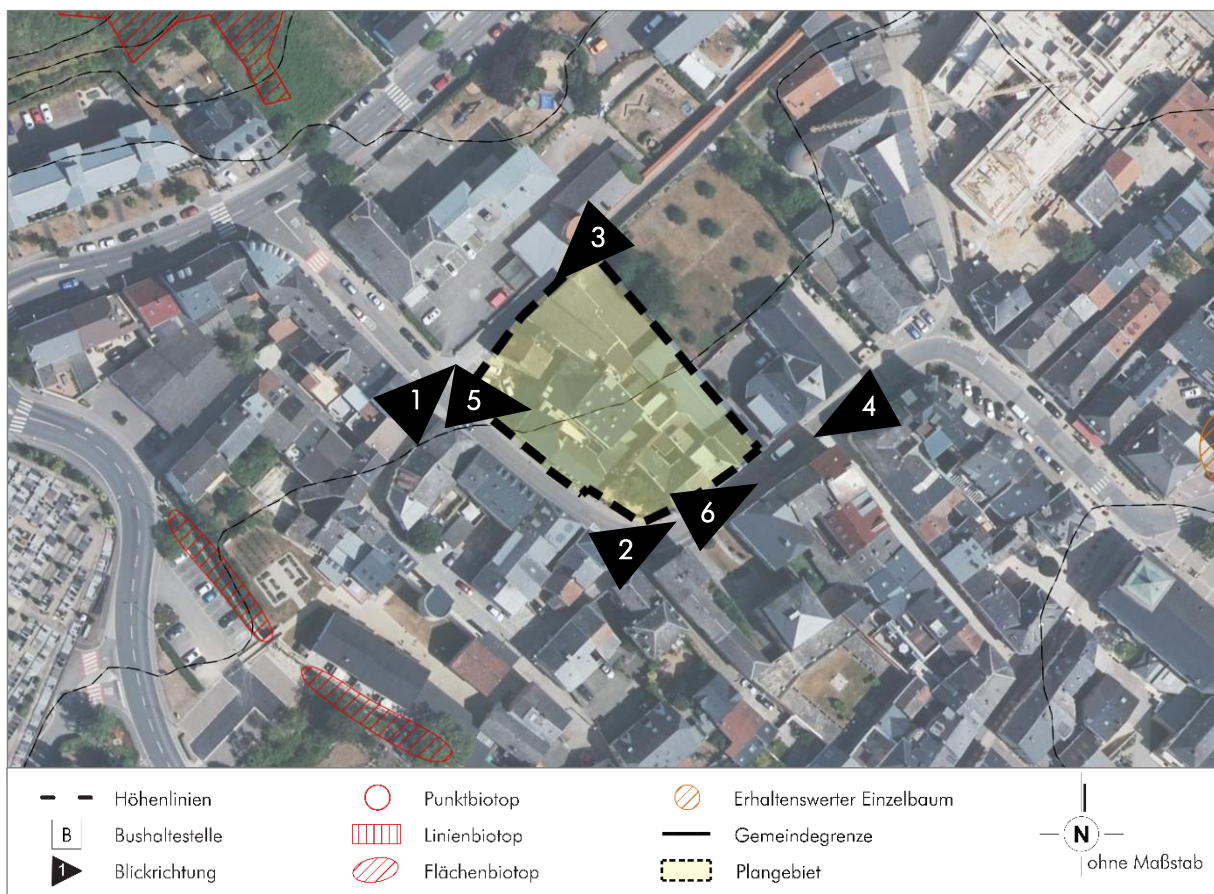 3
1
5
4
6
2
Höhenlinien
Punktbiotop
Erhaltenswerter Einzelbaum
B
Bushaltestelle
Linienbiotop
Gemeindegrenze
N
1
Blickrichtung
Flächenbiotop
Plangebiet
ohne Maßstab